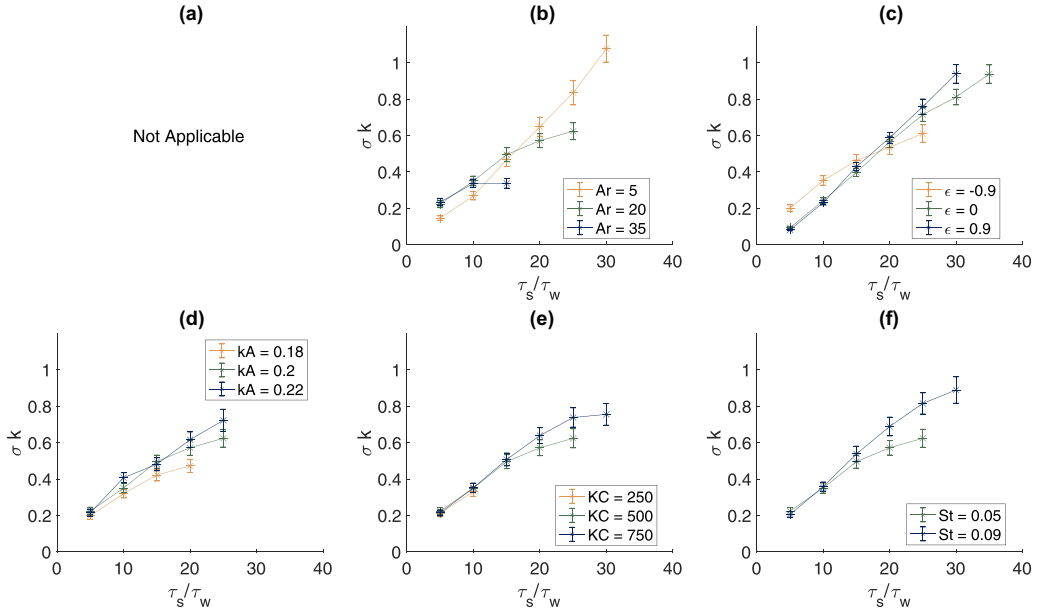 (a)
Not Applicable
(b)
σ k
1
0.8
0.6
0.4
0.2
0
0 10 20 30 40
τs/τw
Ar = 5
Ar = 20
Ar = 35
(c)
σ k
1
0.8
0.6
0.4
0.2
0
0 10 20 30 40
τs/τw
ϵ = -0.9
ϵ = 0
ϵ = 0.9
(d)
σ k
1
0.8
0.6
0.4
0.2
0
0 10 20 30 40
τs/τw
kA = 0.18
kA = 0.2
kA = 0.22
(e)
σ k
1
0.8
0.6
0.4
0.2
0
0 10 20 30 40
τs/τw
KC = 250
KC = 500
KC = 750
(f)
σ k
1
0.8
0.6
0.4
0.2
0
0 10 20 30 40
τs/τw
St = 0.05
St = 0.09